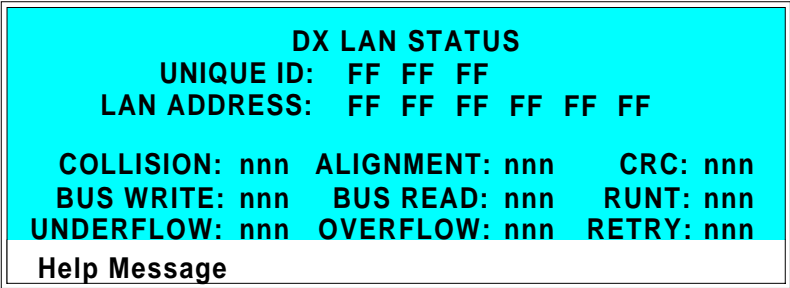 DX LAN STATUS
UNIQUE ID: FF FF FF
LAN ADDRESS: FF FF FF FF FF FF
COLLISION: nnn ALIGNMENT: nnn CRC: nnn
BUS WRITE: nnn BUS READ: nnn RUNT: nnn
UNDERFLOW: nnn OVERFLOW: nnn RETRY: nnn
Help Message